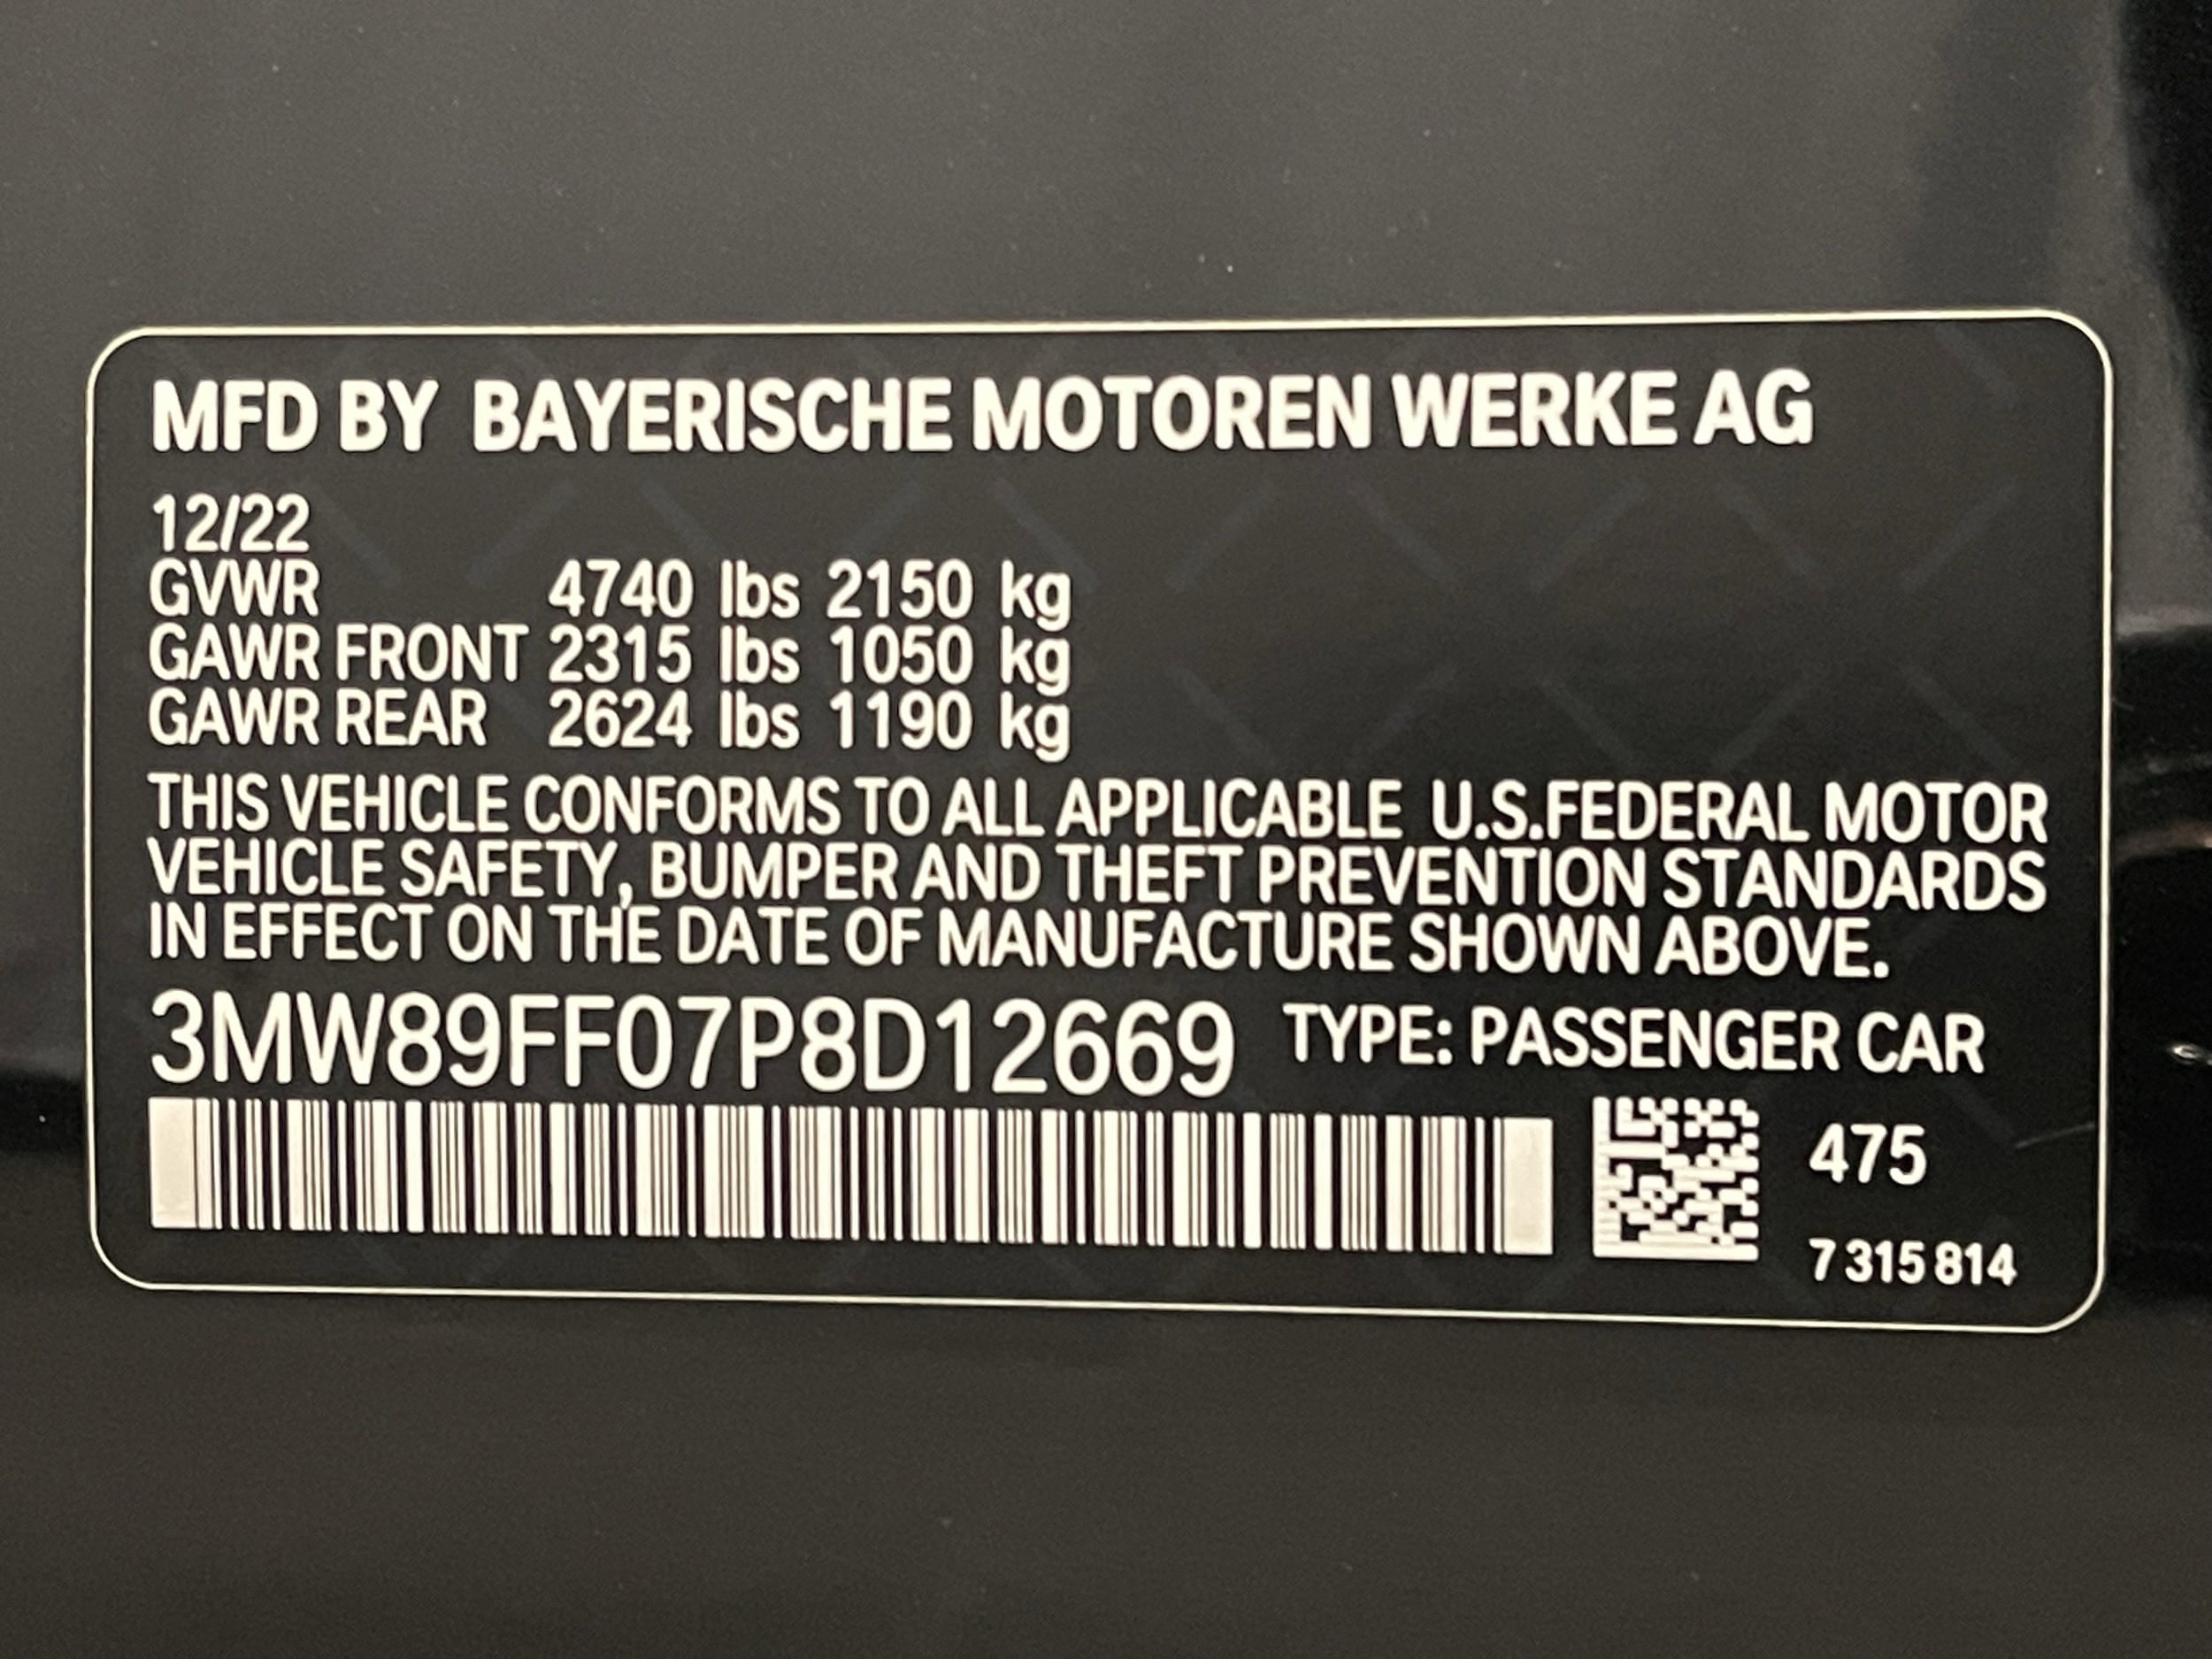 MFD BY BAYERISCHE MOTOREN WERKE AG
12/22
GVWR 4740 lbs 2150 kg
GAWR FRONT 2315 lbs 1050 kg
GAWR REAR 2624 lbs 1190 kg
THIS VEHICLE CONFORMS TO ALL APPLICABLE U.S.FEDERAL MOTOR
VEHICLE SAFETY, BUMPER AND THEFT PREVENTION STANDARDS
IN EFFECT ON THE DATE OF MANUFACTURE SHOWN ABOVE.
3MW89FF07P8D12669 TYPE: PASSENGER CAR
475
7 315 814